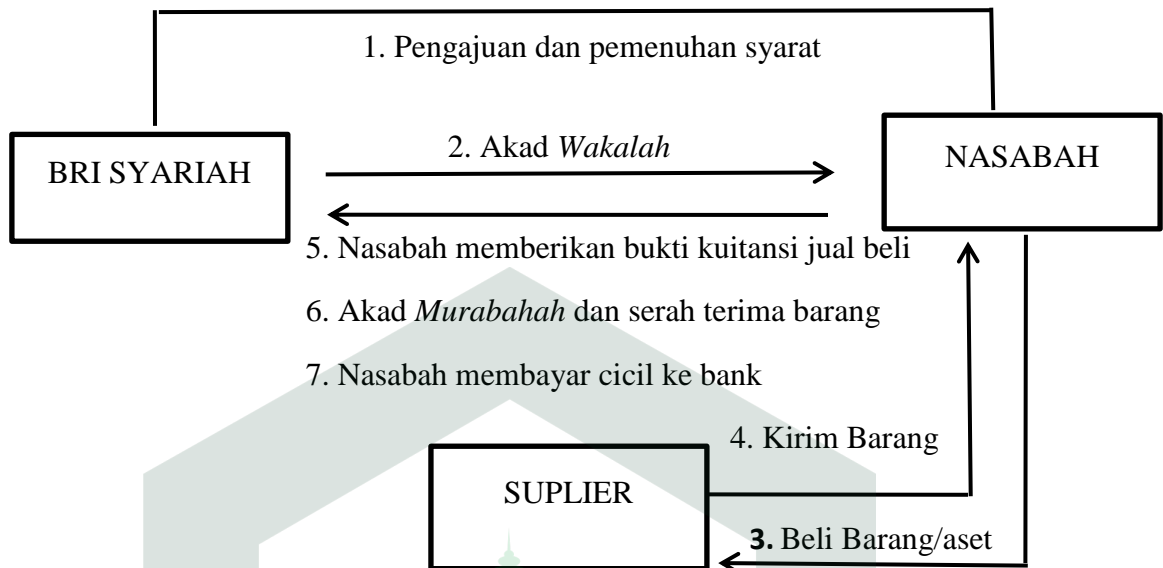 1. Pengajuan dan pemenuhan syarat
BRI SYARIAH
2. Akad Wakalah
NASABAH
5. Nasabah memberikan bukti kuitansi jual beli
6. Akad Murabahah dan serah terima barang
7. Nasabah membayar cicil ke bank
4. Kirim Barang
SUPLIER
3. Beli Barang/aset